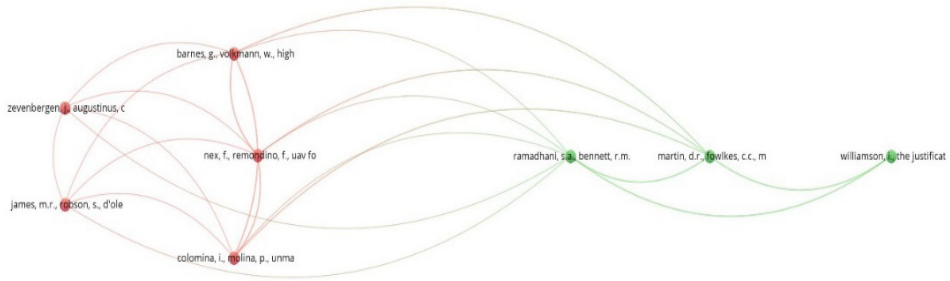 barnes, g., volkmann, w., high
zevenbergen, j., augustinus, c
nex, f., remondino, f., uav fo
ramadhani, s.a., bennett, r.m.
martin, d.r., fowlkes, c.c., m
williamson, i., the justificat
james, m.r., robson, s., d'ole
colomina, i., molina, p., unma